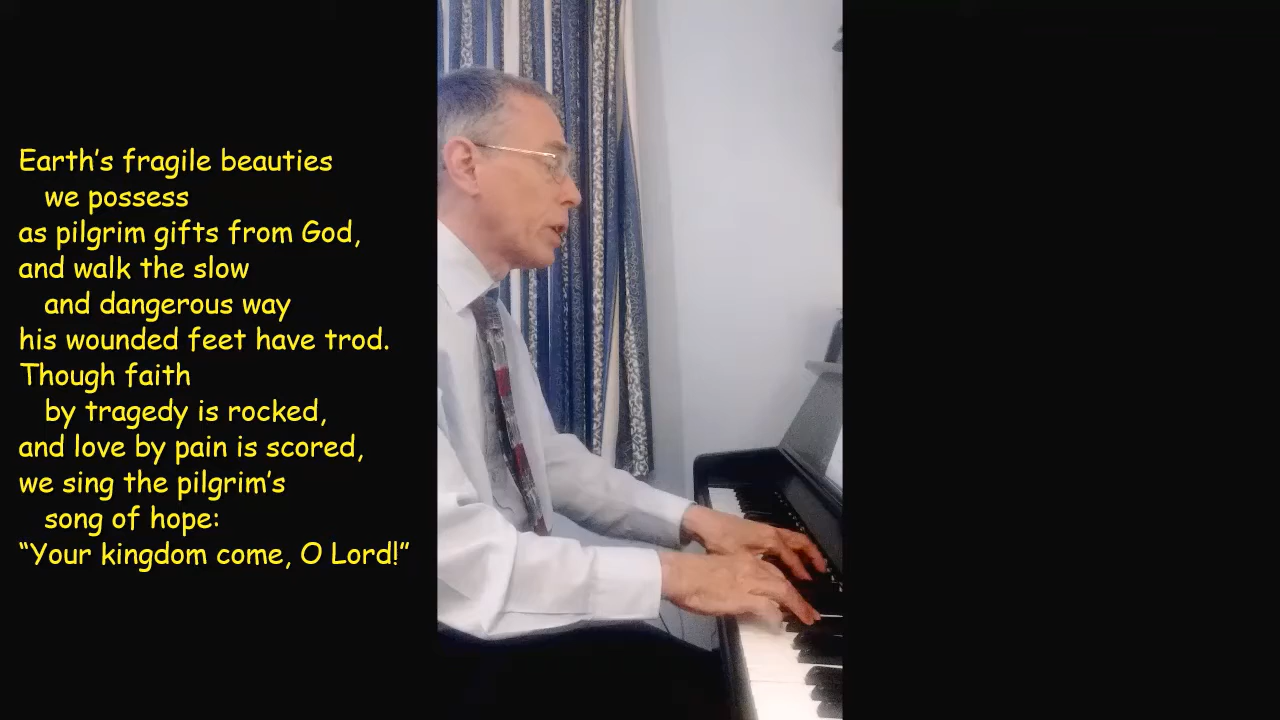 Earth’s fragile beauties
we possess
as pilgrim gifts from God,
and walk the slow
and dangerous way
his wounded feet have trod.
Though faith
by tragedy is rocked,
and love by pain is scored,
we sing the pilgrim’s
song of hope:
“Your kingdom come, O Lord!”